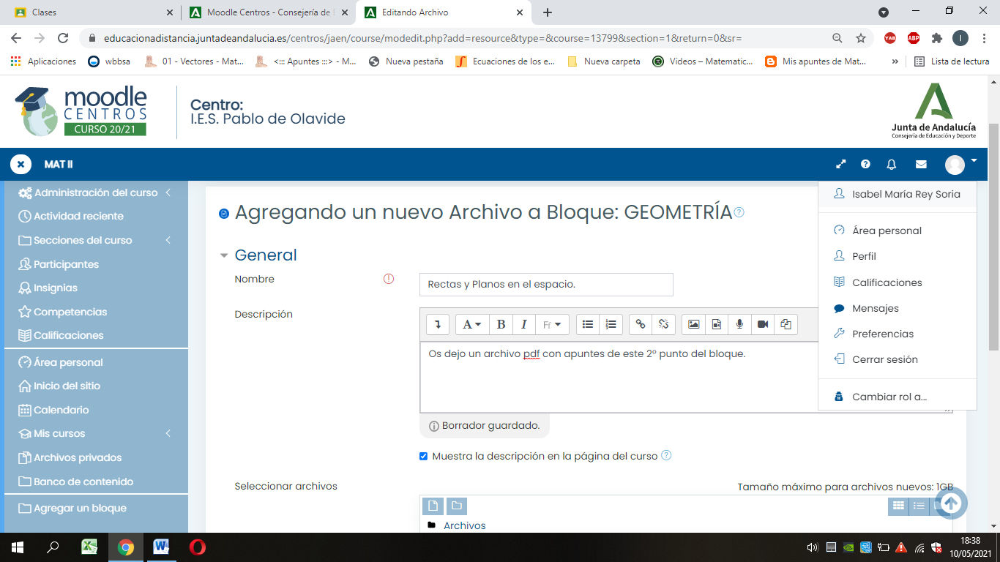 Clases
Moodle Centros - Consejería de E
Editando Archivo
educacionadistancia.juntadeandalucia.es/centros/jaen/course/modedit.php?add=resource&type=&course=13799&section=1&return=0&sr=
YAB
ABP
I
Aplicaciones
wbbsa
01 - Vectores - Mat...
<::: Apuntes :::> - M...
Nueva pestaña
Ecuaciones de los e...
Nueva carpeta
Videos – Matematic...
Mis apuntes de Mat...
»
Lista de lectura
moodle
CENTROS
CURSO 20/21
Centro:
I.E.S. Pablo de Olavide
Junta de Andalucía
Consejería de Educación y Deporte
MAT II
Administración del curso
Actividad reciente
Secciones del curso
Participantes
Insignias
Competencias
Calificaciones
Área personal
Inicio del sitio
Calendario
Mis cursos
Archivos privados
Banco de contenido
Agregar un bloque
Agregando un nuevo Archivo a Bloque: GEOMETRÍA
General
Nombre
Rectas y Planos en el espacio.
Descripción
A B I Ff
Os dejo un archivo pdf con apuntes de este 2º punto del bloque.
Borrador guardado.
Muestra la descripción en la página del curso
Seleccionar archivos
Tamaño máximo para archivos nuevos: 1GB
Archivos
Isabel María Rey Soria
Área personal
Perfil
Calificaciones
Mensajes
Preferencias
Cerrar sesión
Cambiar rol a...
18:38
10/05/2021